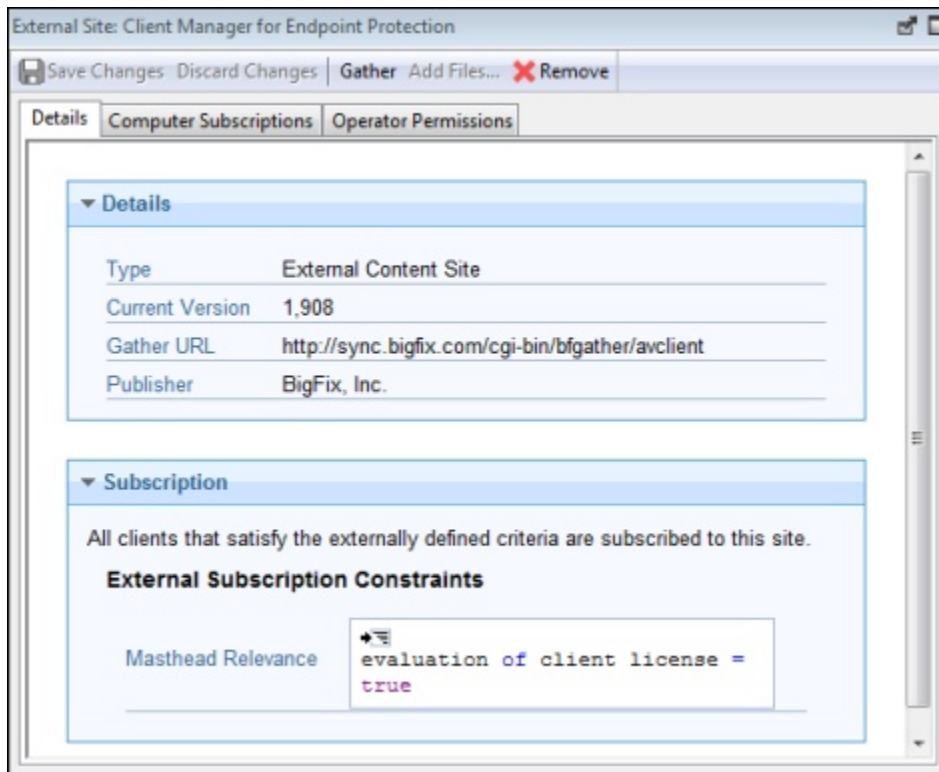 External Site: Client Manager for Endpoint Protection
Save Changes Discard Changes Gather Add Files... Remove
Details Computer Subscriptions Operator Permissions
Details
Type External Content Site
Current Version 1,908
Gather URL http://sync.bigfix.com/cgi-bin/bfgather/avclient
Publisher BigFix, Inc.
Subscription
All clients that satisfy the externally defined criteria are subscribed to this site.
External Subscription Constraints
Masthead Relevance evaluation of client license =
true